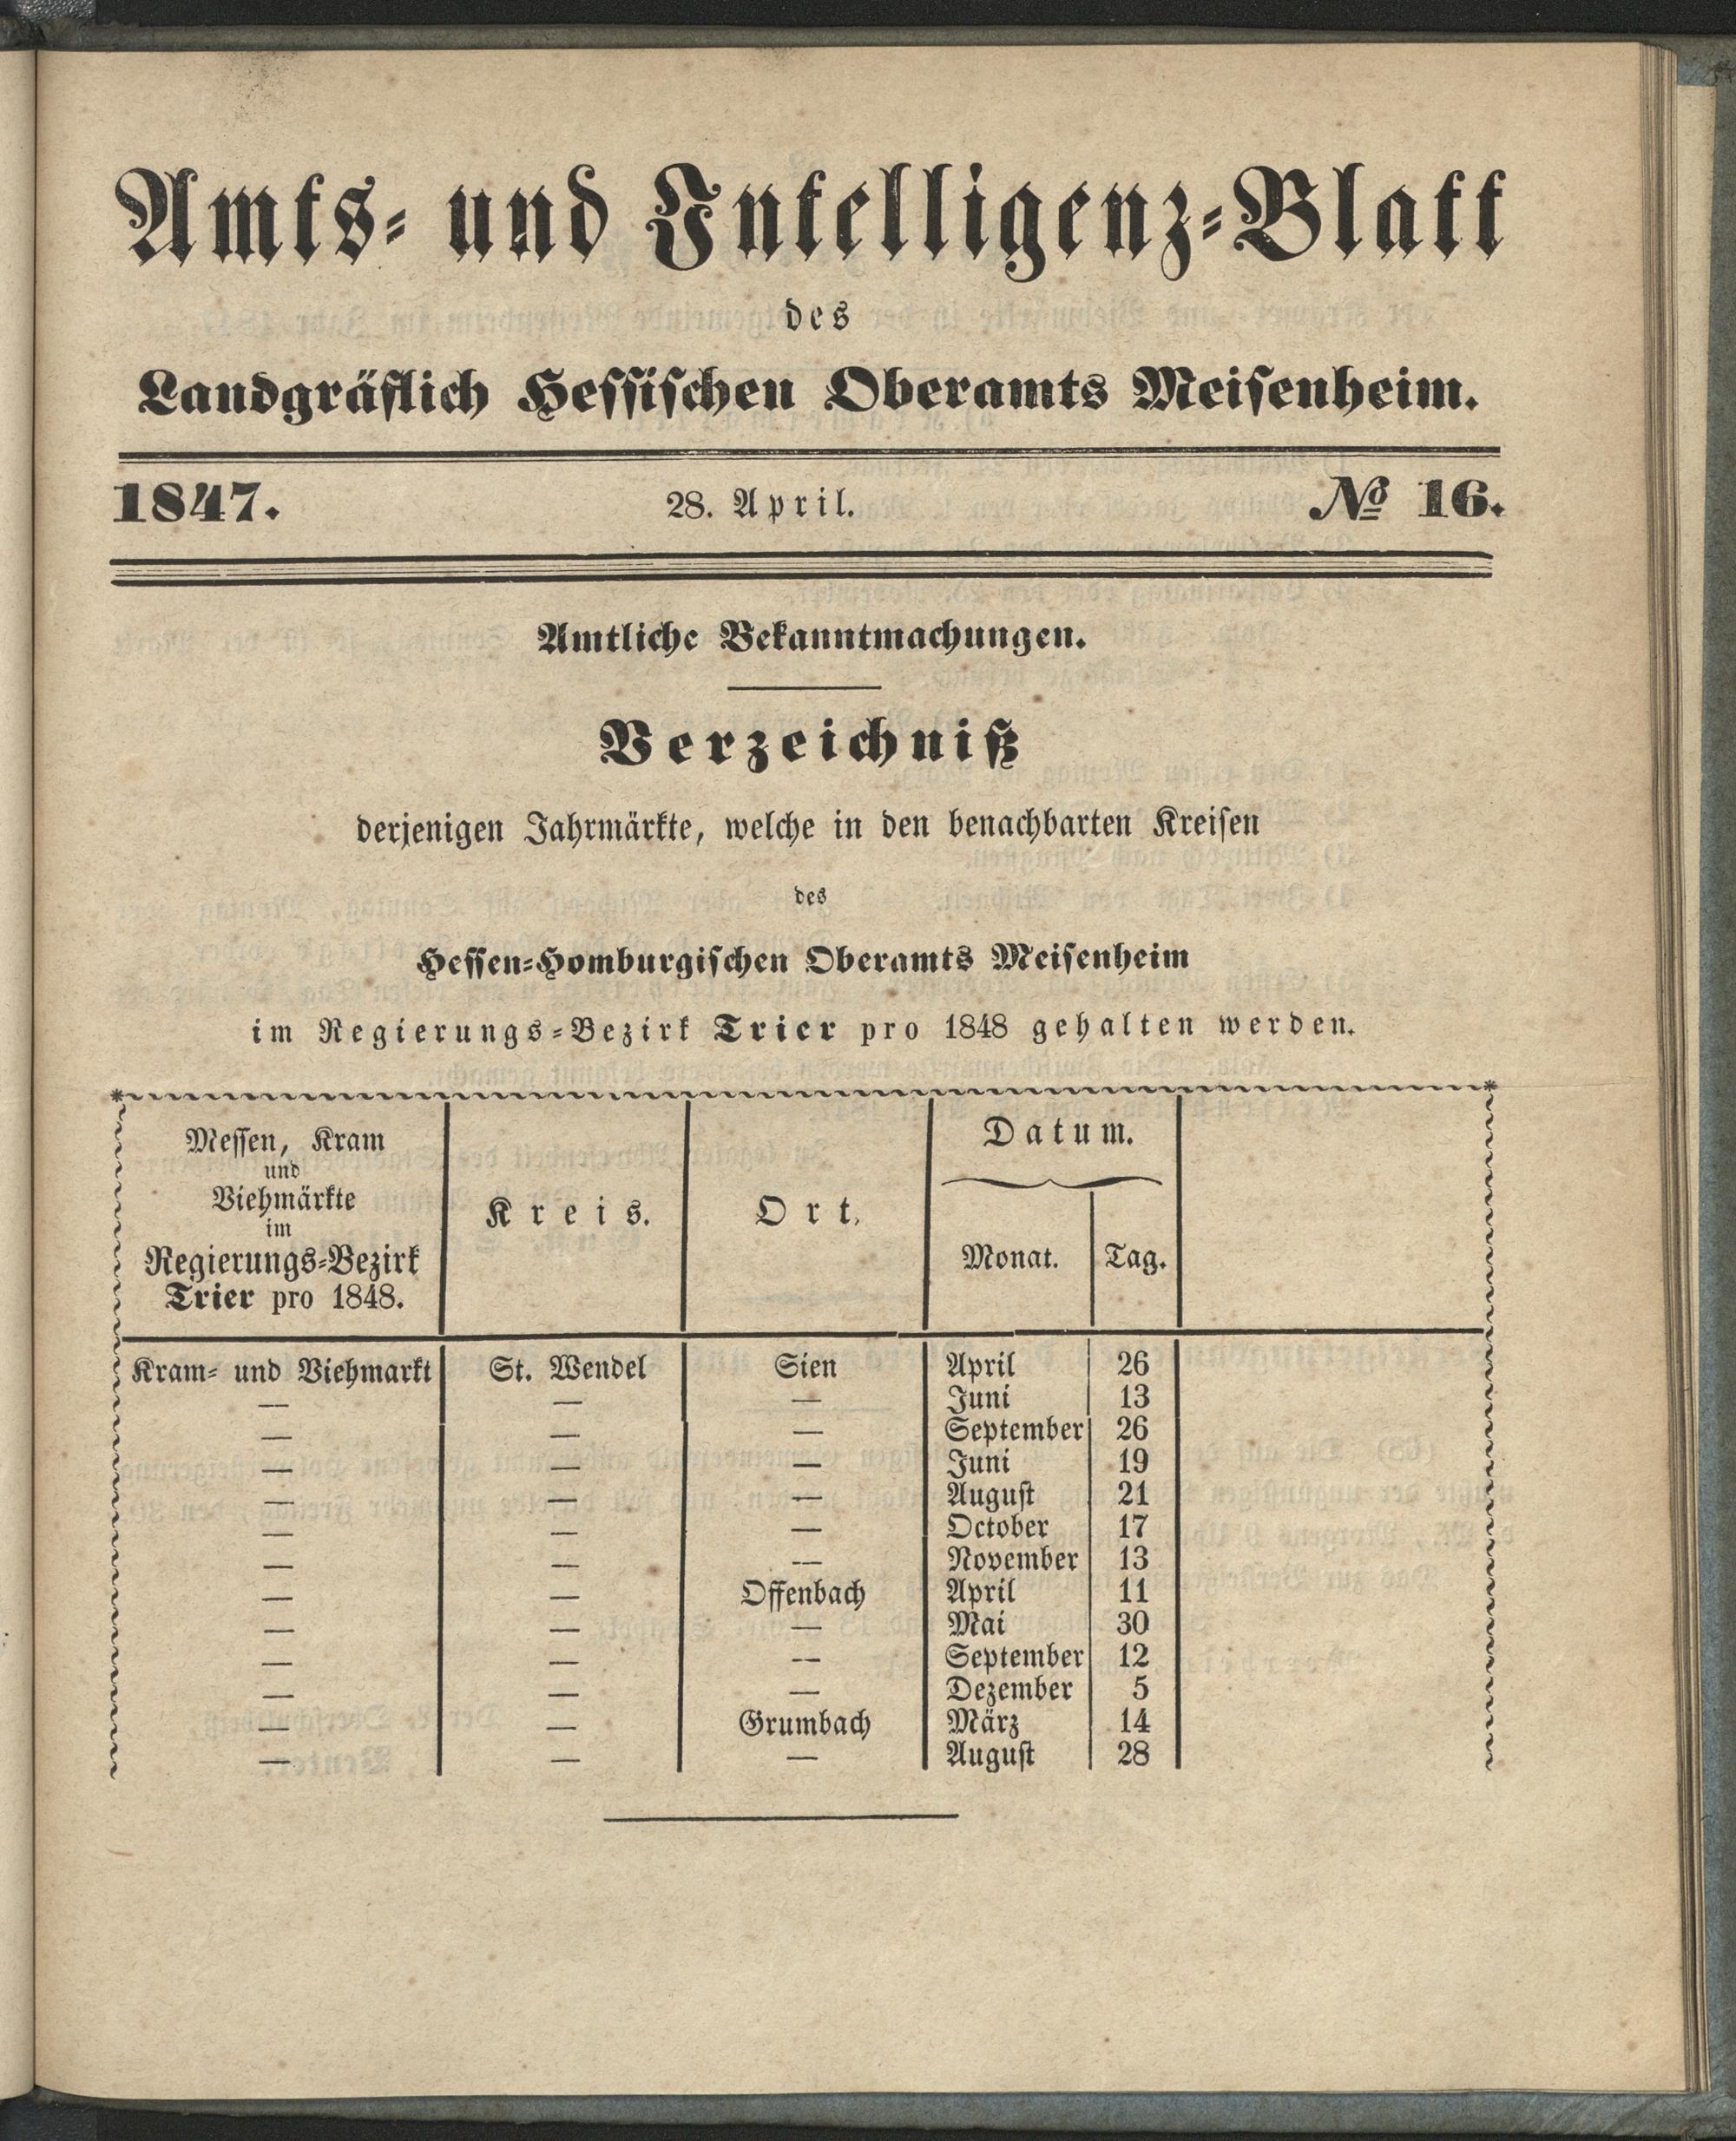 Amts- und Intelligenz-Blatt
des
Landgräflich Hessischen Oberamts Meisenheim.
1847. 28. April. № 16.
Amtliche Bekanntmachungen.
Verzeichniß
derjenigen Jahrmärkte, welche in den benachbarten Kreisen
des
Hessen-Homburgischen Oberamts Meisenheim
im Regierungs-Bezirk Trier pro 1848 gehalten werden.
Messen, Kram
und
Viehmärkte
im
Regierungs-Bezirk
Trier pro 1848.
Kreis.
Ort.
Datum.
Monat. Tag.
Kram- und Viehmarkt St. Wendel Sien April 26
— — — Juni 13
— — — September 26
— — — Juni 19
— — — August 21
— — — October 17
— — — November 13
— — Offenbach April 11
— — — Mai 30
— — — September 12
— — — Dezember 5
— — Grumbach März 14
— — — August 28